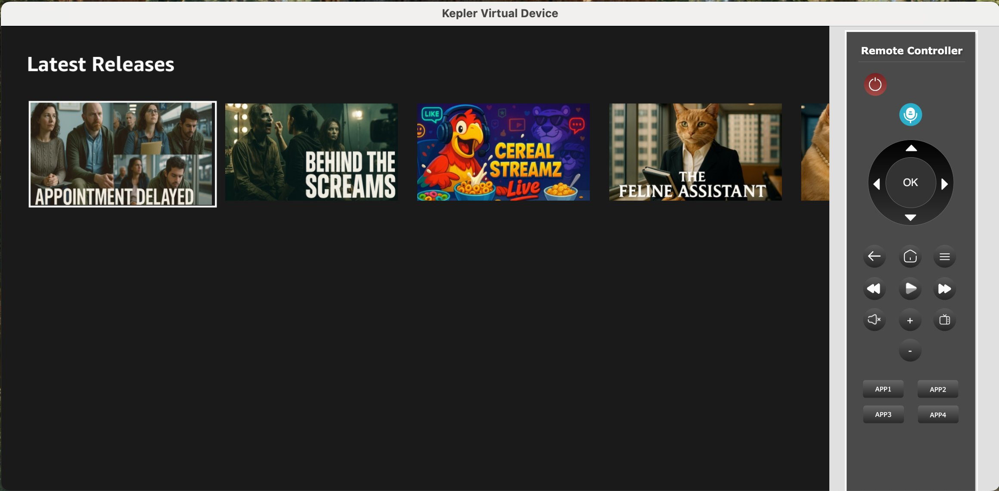 Kepler Virtual Device
Latest Releases
APPOINTMENT DELAYED
K
BEHIND THE
SCREAMS
LIKE
CEREAL
STREAMZ
Live
THE
FELINE ASSISTANT
Remote Controller
OK
+
-
APP1
APP2
APP3
APP4